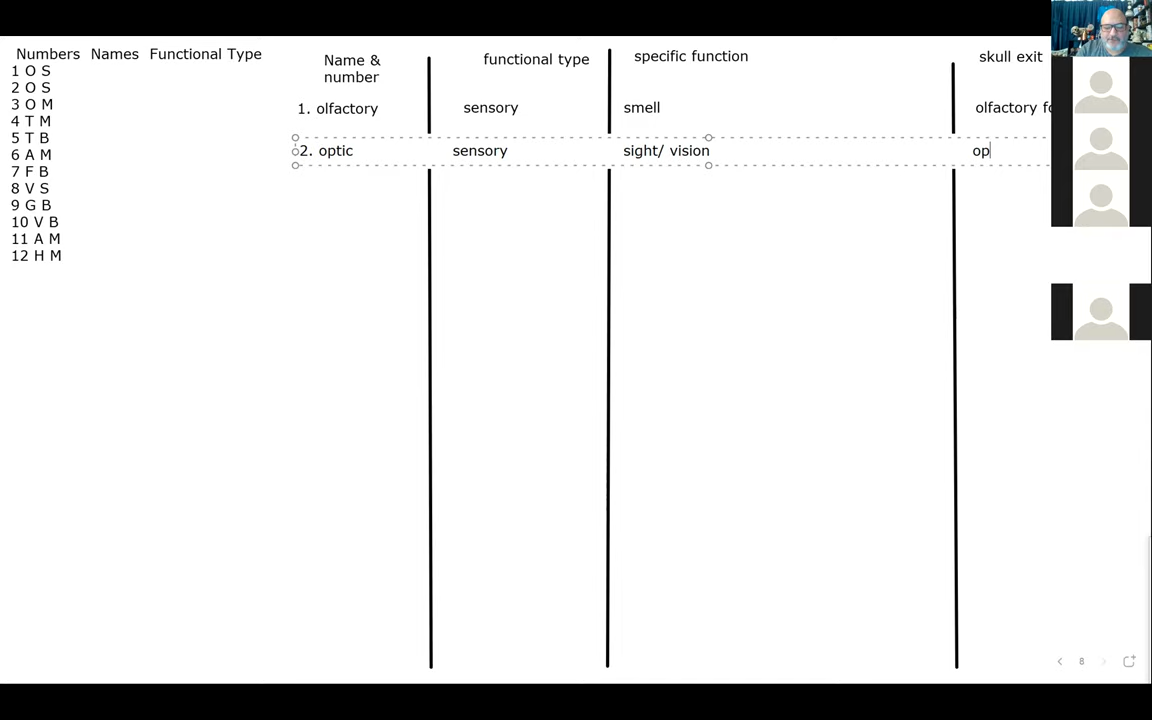 Numbers Names Functional Type
1 O S
2 O S
3 O M
4 T M
5 T B
6 A M
7 F B
8 V S
9 G B
10 V B
11 A M
12 H M
Name &
number
functional type
specific function
skull exit
1. olfactory sensory smell olfactory
2. optic sensory sight/ vision op
8